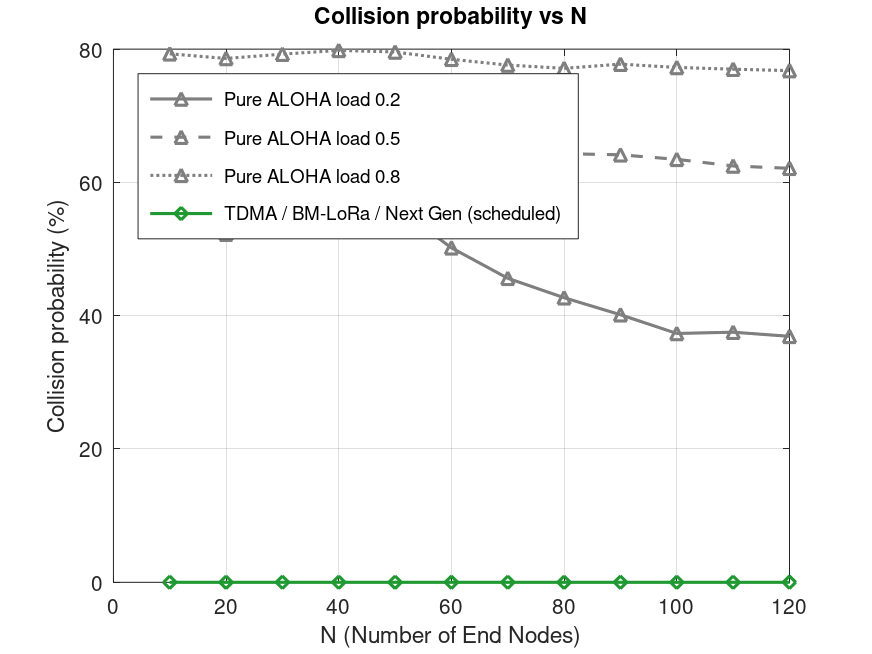 Collision probability vs N
80
60
40
20
0
Collision probability (%)
Pure ALOHA load 0.2
Pure ALOHA load 0.5
Pure ALOHA load 0.8
TDMA / BM-LoRa / Next Gen (scheduled)
0 20 40 60 80 100 120
N (Number of End Nodes)